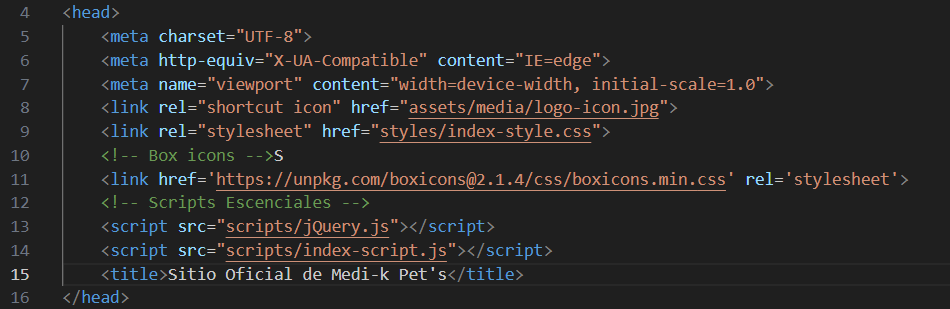 4 <head>
5 <meta charset="UTF-8">
6 <meta http-equiv="X-UA-Compatible" content="IE=edge">
7 <meta name="viewport" content="width=device-width, initial-scale=1.0">
8 <link rel="shortcut icon" href="assets/media/logo-icon.jpg">
9 <link rel="stylesheet" href="styles/index-style.css">
10 <!-- Box icons -->S
11 <link href='https://unpkg.com/boxicons@2.1.4/css/boxicons.min.css' rel='stylesheet'>
12 <!-- Scripts Escenciales -->
13 <script src="scripts/jQuery.js"></script>
14 <script src="scripts/index-script.js"></script>
15 <title>Sitio Oficial de Medi-k Pet's</title>
16 </head>